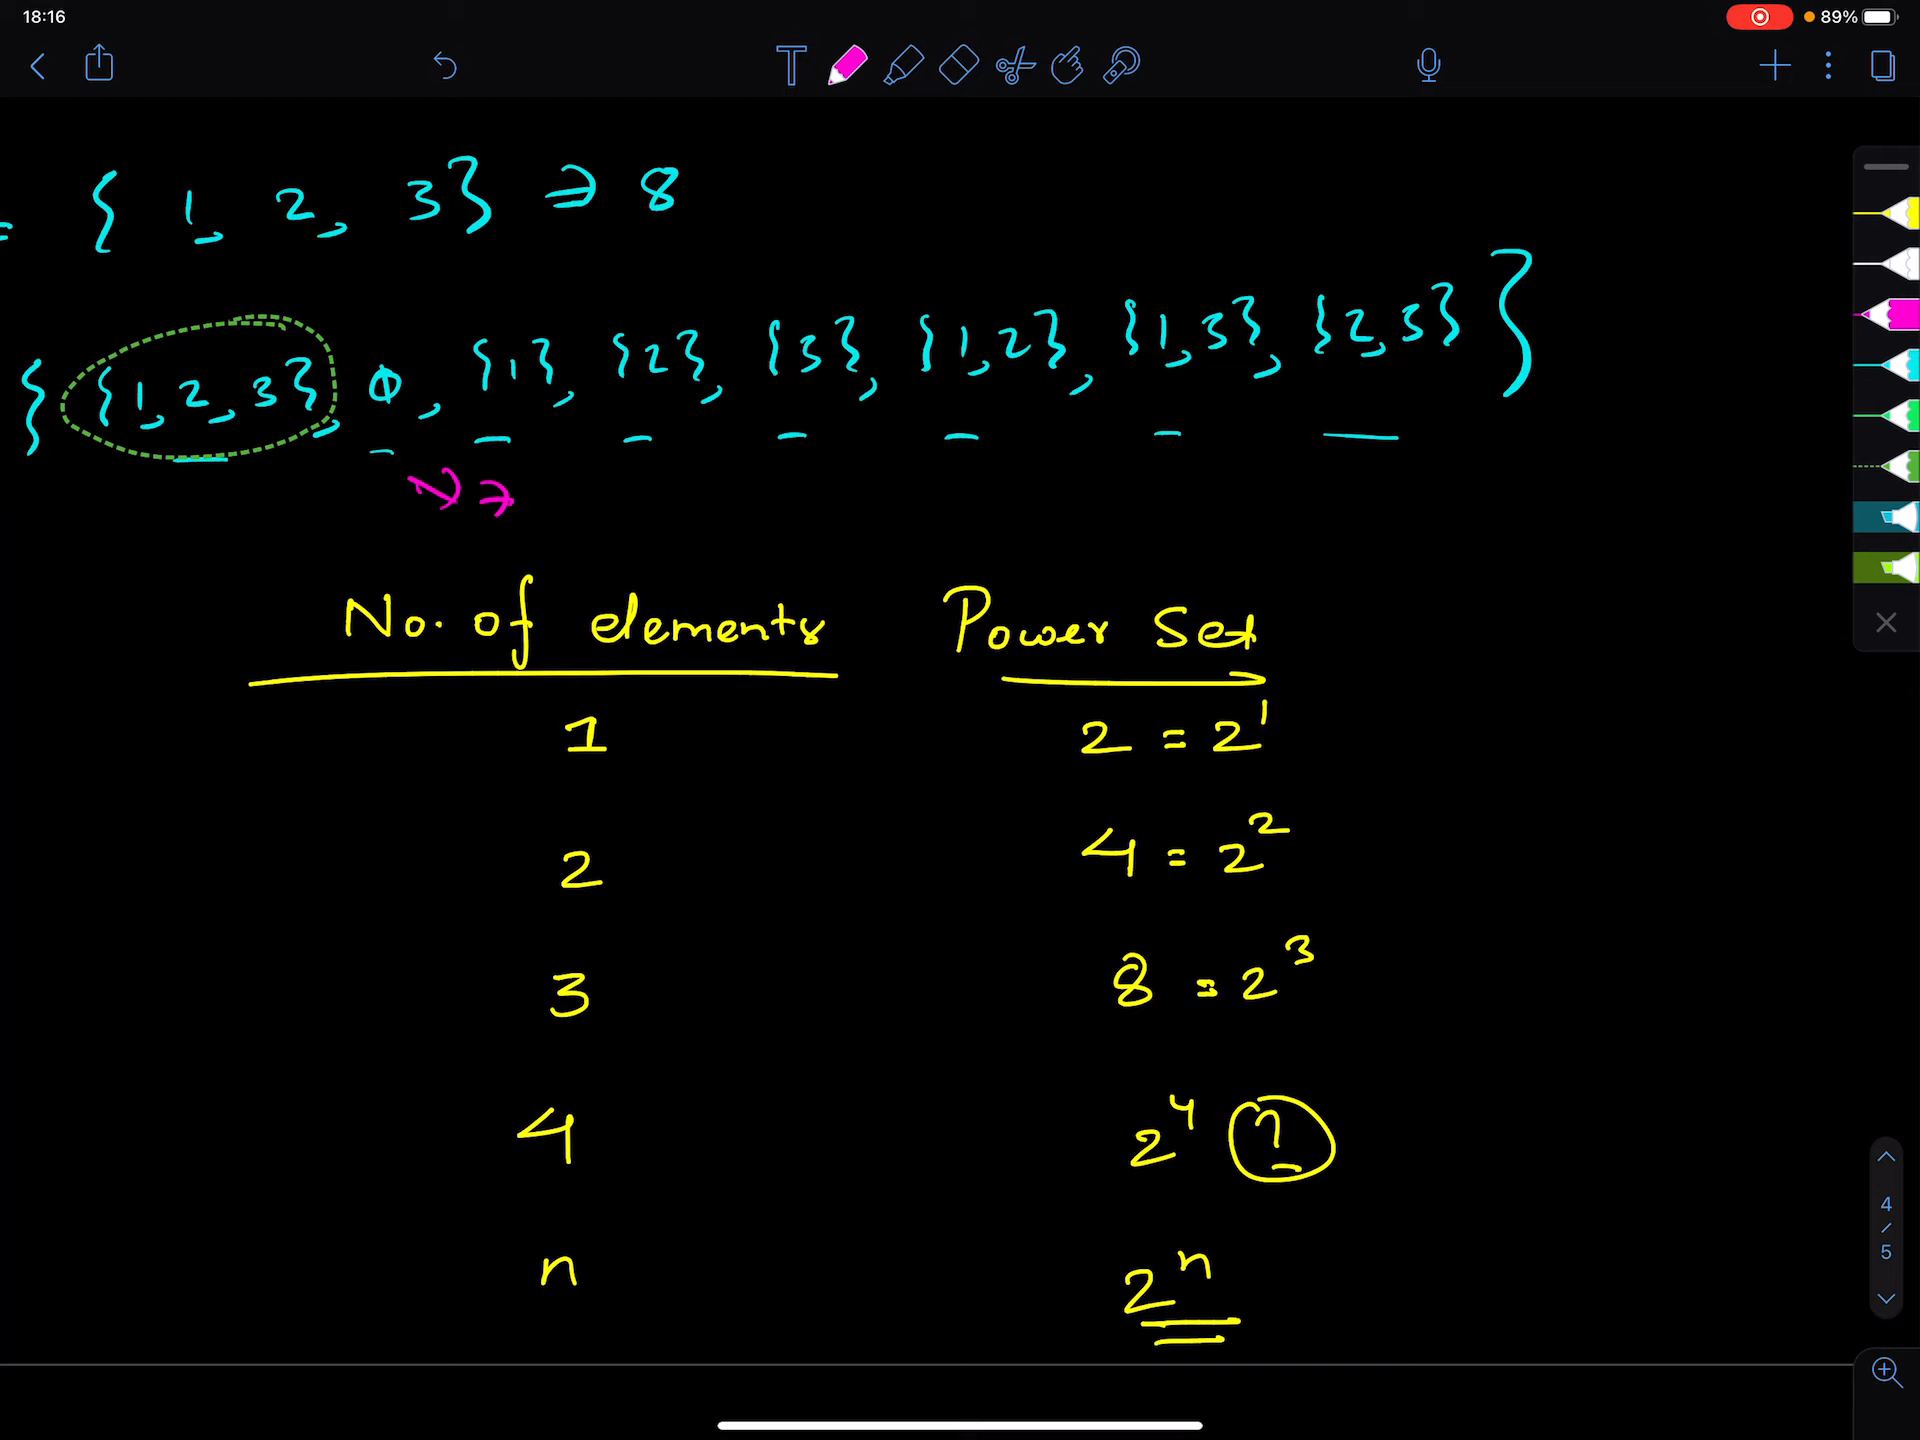 18:16
89%
= { 1, 2, 3} ⇒ 8
{ {1, 2, 3}, ϕ, {1}, {2}, {3}, {1,2}, {1,3}, {2,3} }
No. of elements Power Set
1 2 = 2¹
2 4 = 2²
3 8 = 2³
4 2⁴ ?
n 2ⁿ
4
/
5